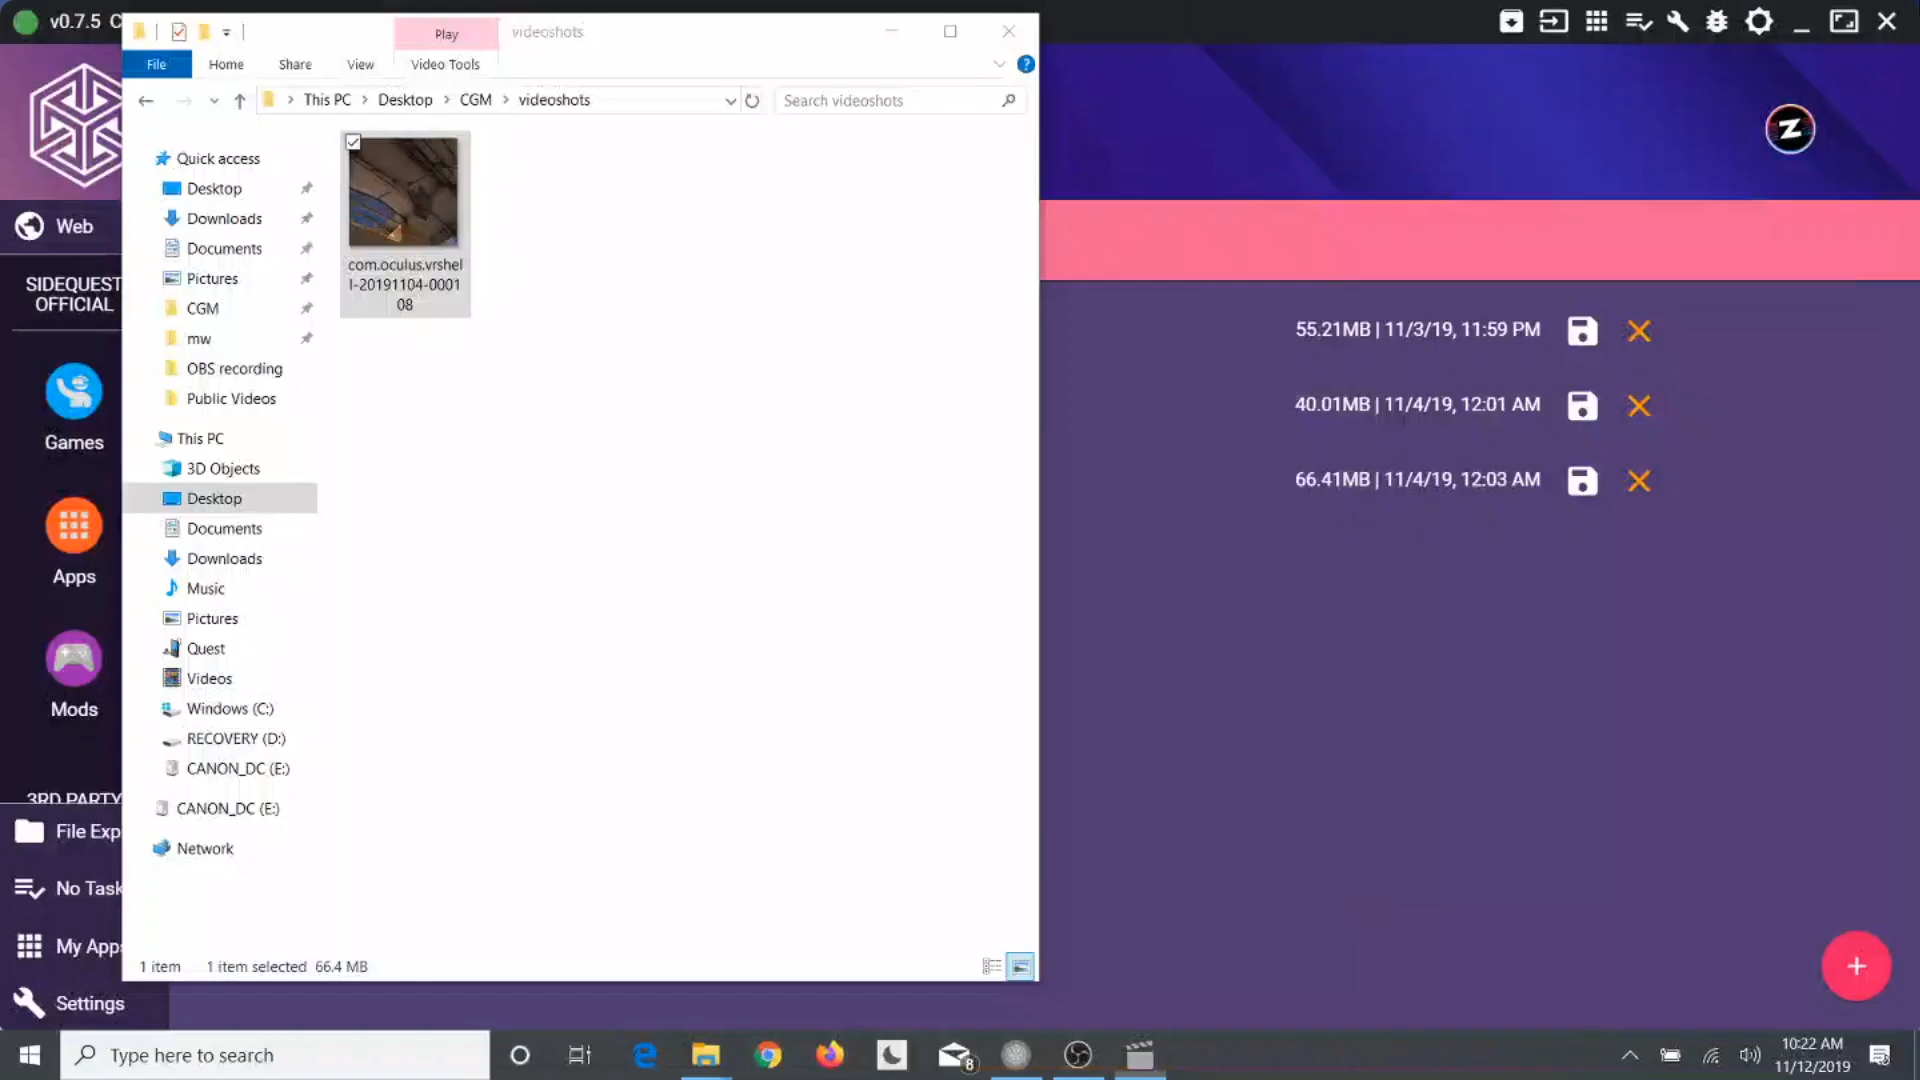 v0.7.5 C
Play
videoshots
File
Home
Share
View
Video Tools
This PC
Desktop
CGM
videoshots
Search videoshots
Quick access
Desktop
Downloads
Documents
Pictures
CGM
mw
OBS recording
Public Videos
This PC
3D Objects
Desktop
Documents
Downloads
Music
Pictures
Quest
Videos
Windows (C:)
RECOVERY (D:)
CANON_DC (E:)
CANON_DC (E:)
Network
com.oculus.vrshel
l-20191104-0001
08
1 item
1 item selected 66.4 MB
Web
SIDEQUEST
OFFICIAL
Games
Apps
Mods
3RD PARTY
File Exp
No Task
My Apps
Settings
Z
55.21MB | 11/3/19, 11:59 PM
40.01MB | 11/4/19, 12:01 AM
66.41MB | 11/4/19, 12:03 AM
+
Type here to search
8
10:22 AM
11/12/2019